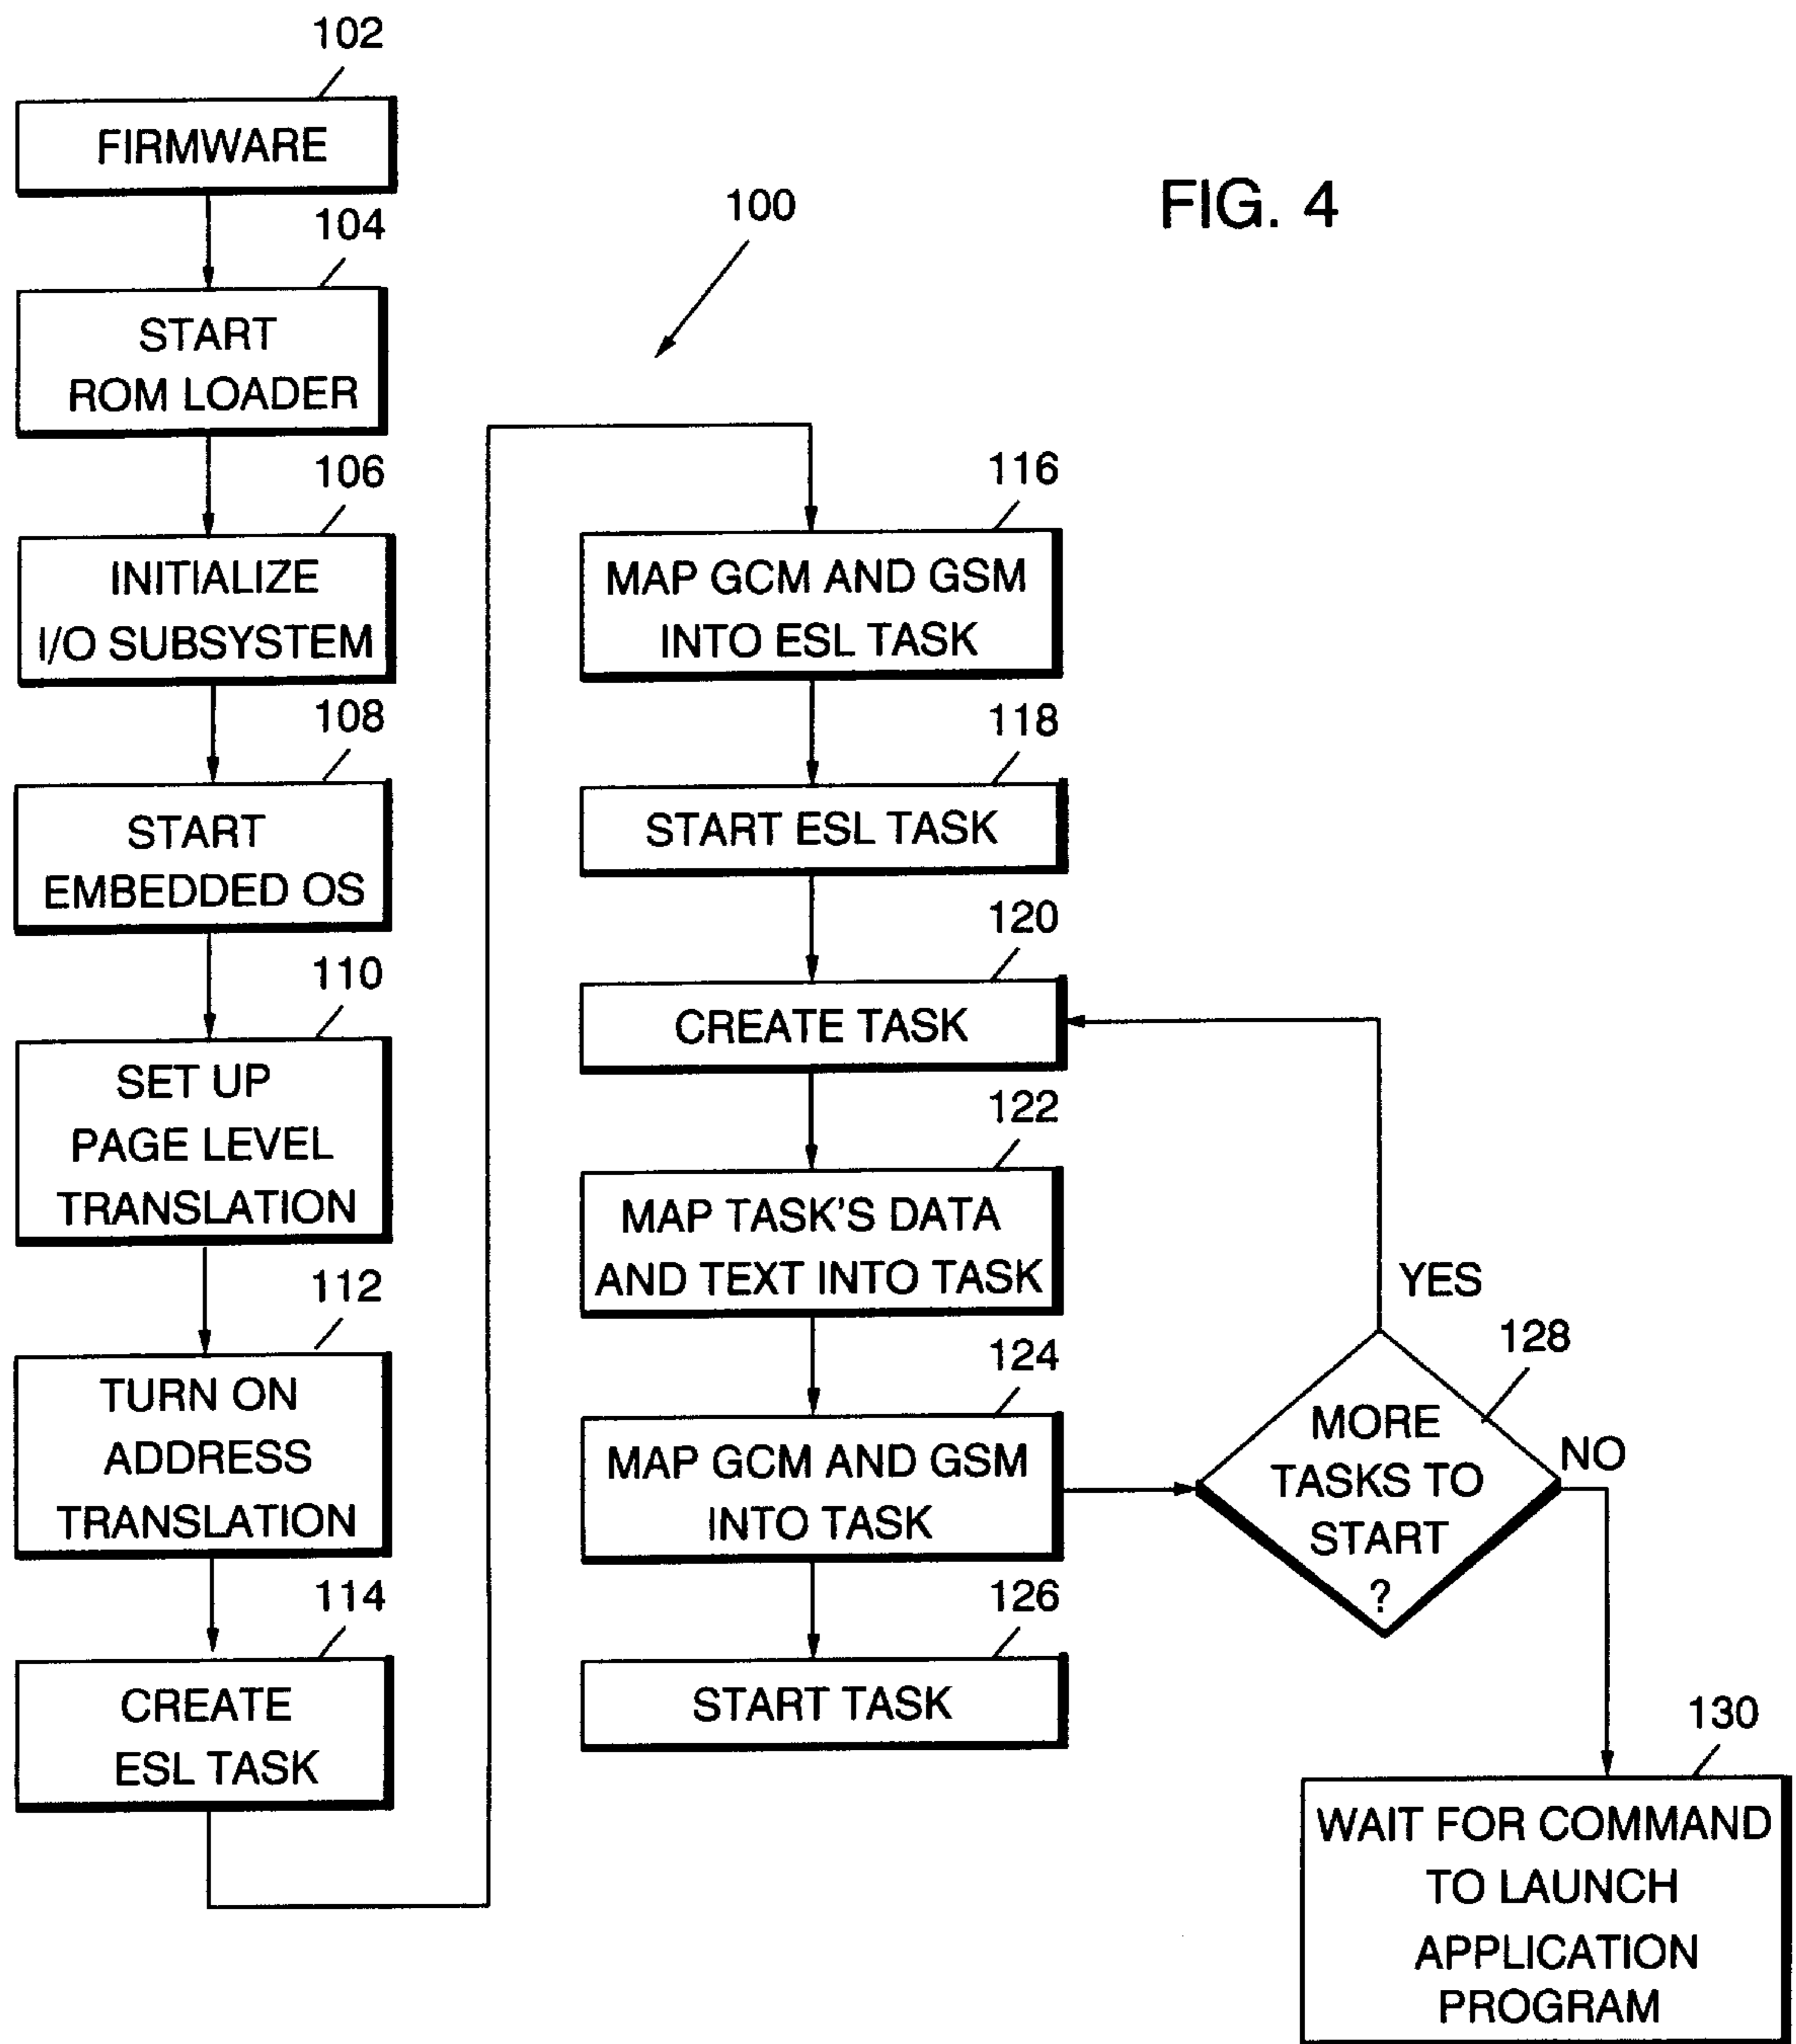 102
FIRMWARE
104
START
ROM LOADER
106
INITIALIZE
I/O SUBSYSTEM
108
START
EMBEDDED OS
110
SET UP
PAGE LEVEL
TRANSLATION
112
TURN ON
ADDRESS
TRANSLATION
114
CREATE
ESL TASK
100
FIG. 4
116
MAP GCM AND GSM
INTO ESL TASK
118
START ESL TASK
120
CREATE TASK
122
MAP TASK'S DATA
AND TEXT INTO TASK
124
MAP GCM AND GSM
INTO TASK
126
START TASK
YES
128
MORE
TASKS TO
START
?
NO
130
WAIT FOR COMMAND
TO LAUNCH
APPLICATION
PROGRAM